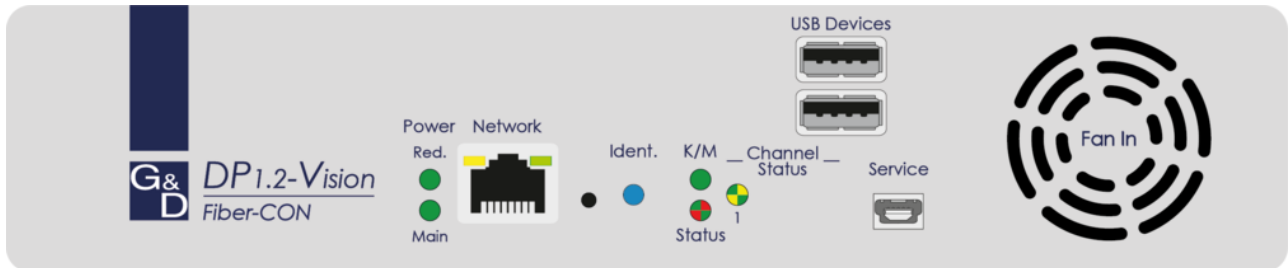 USB Devices
Power Network
Red.
Ident.
K/M
Channel
Status
Service
Fan In
G&D
DP1.2-Vision
Fiber-CON
Main
Status
1